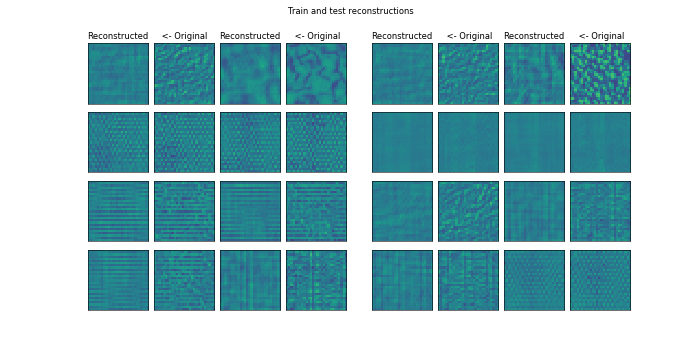 Train and test reconstructions
Reconstructed <- Original Reconstructed <- Original Reconstructed <- Original Reconstructed <- Original